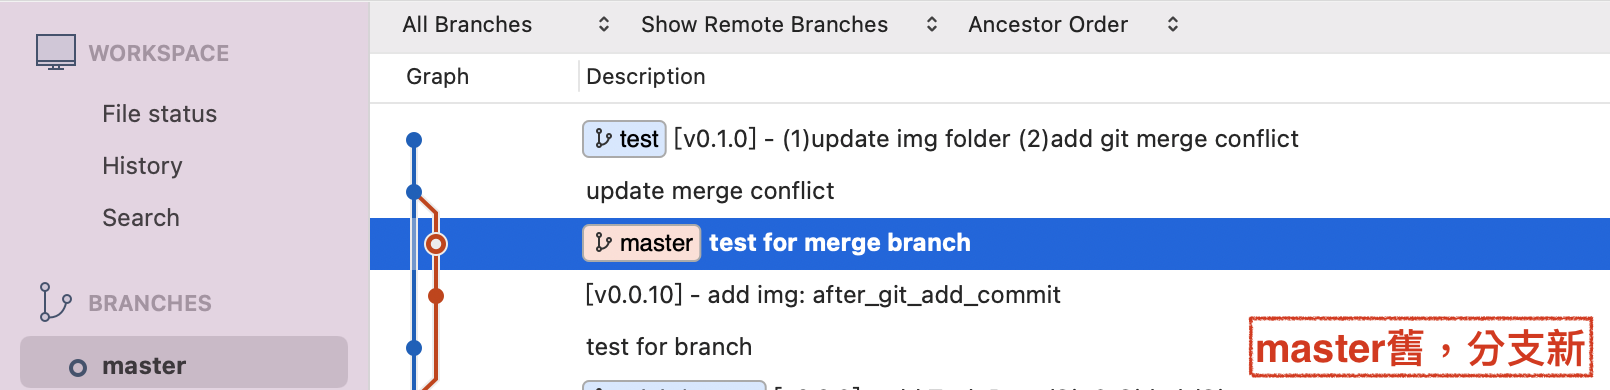 All Branches Show Remote Branches Ancestor Order
WORKSPACE
Graph Description
File status
test [v0.1.0] - (1)update img folder (2)add git merge conflict
History
update merge conflict
Search
master test for merge branch
BRANCHES
[v0.0.10] - add img: after_git_add_commit
test for branch
master舊，分支新
master